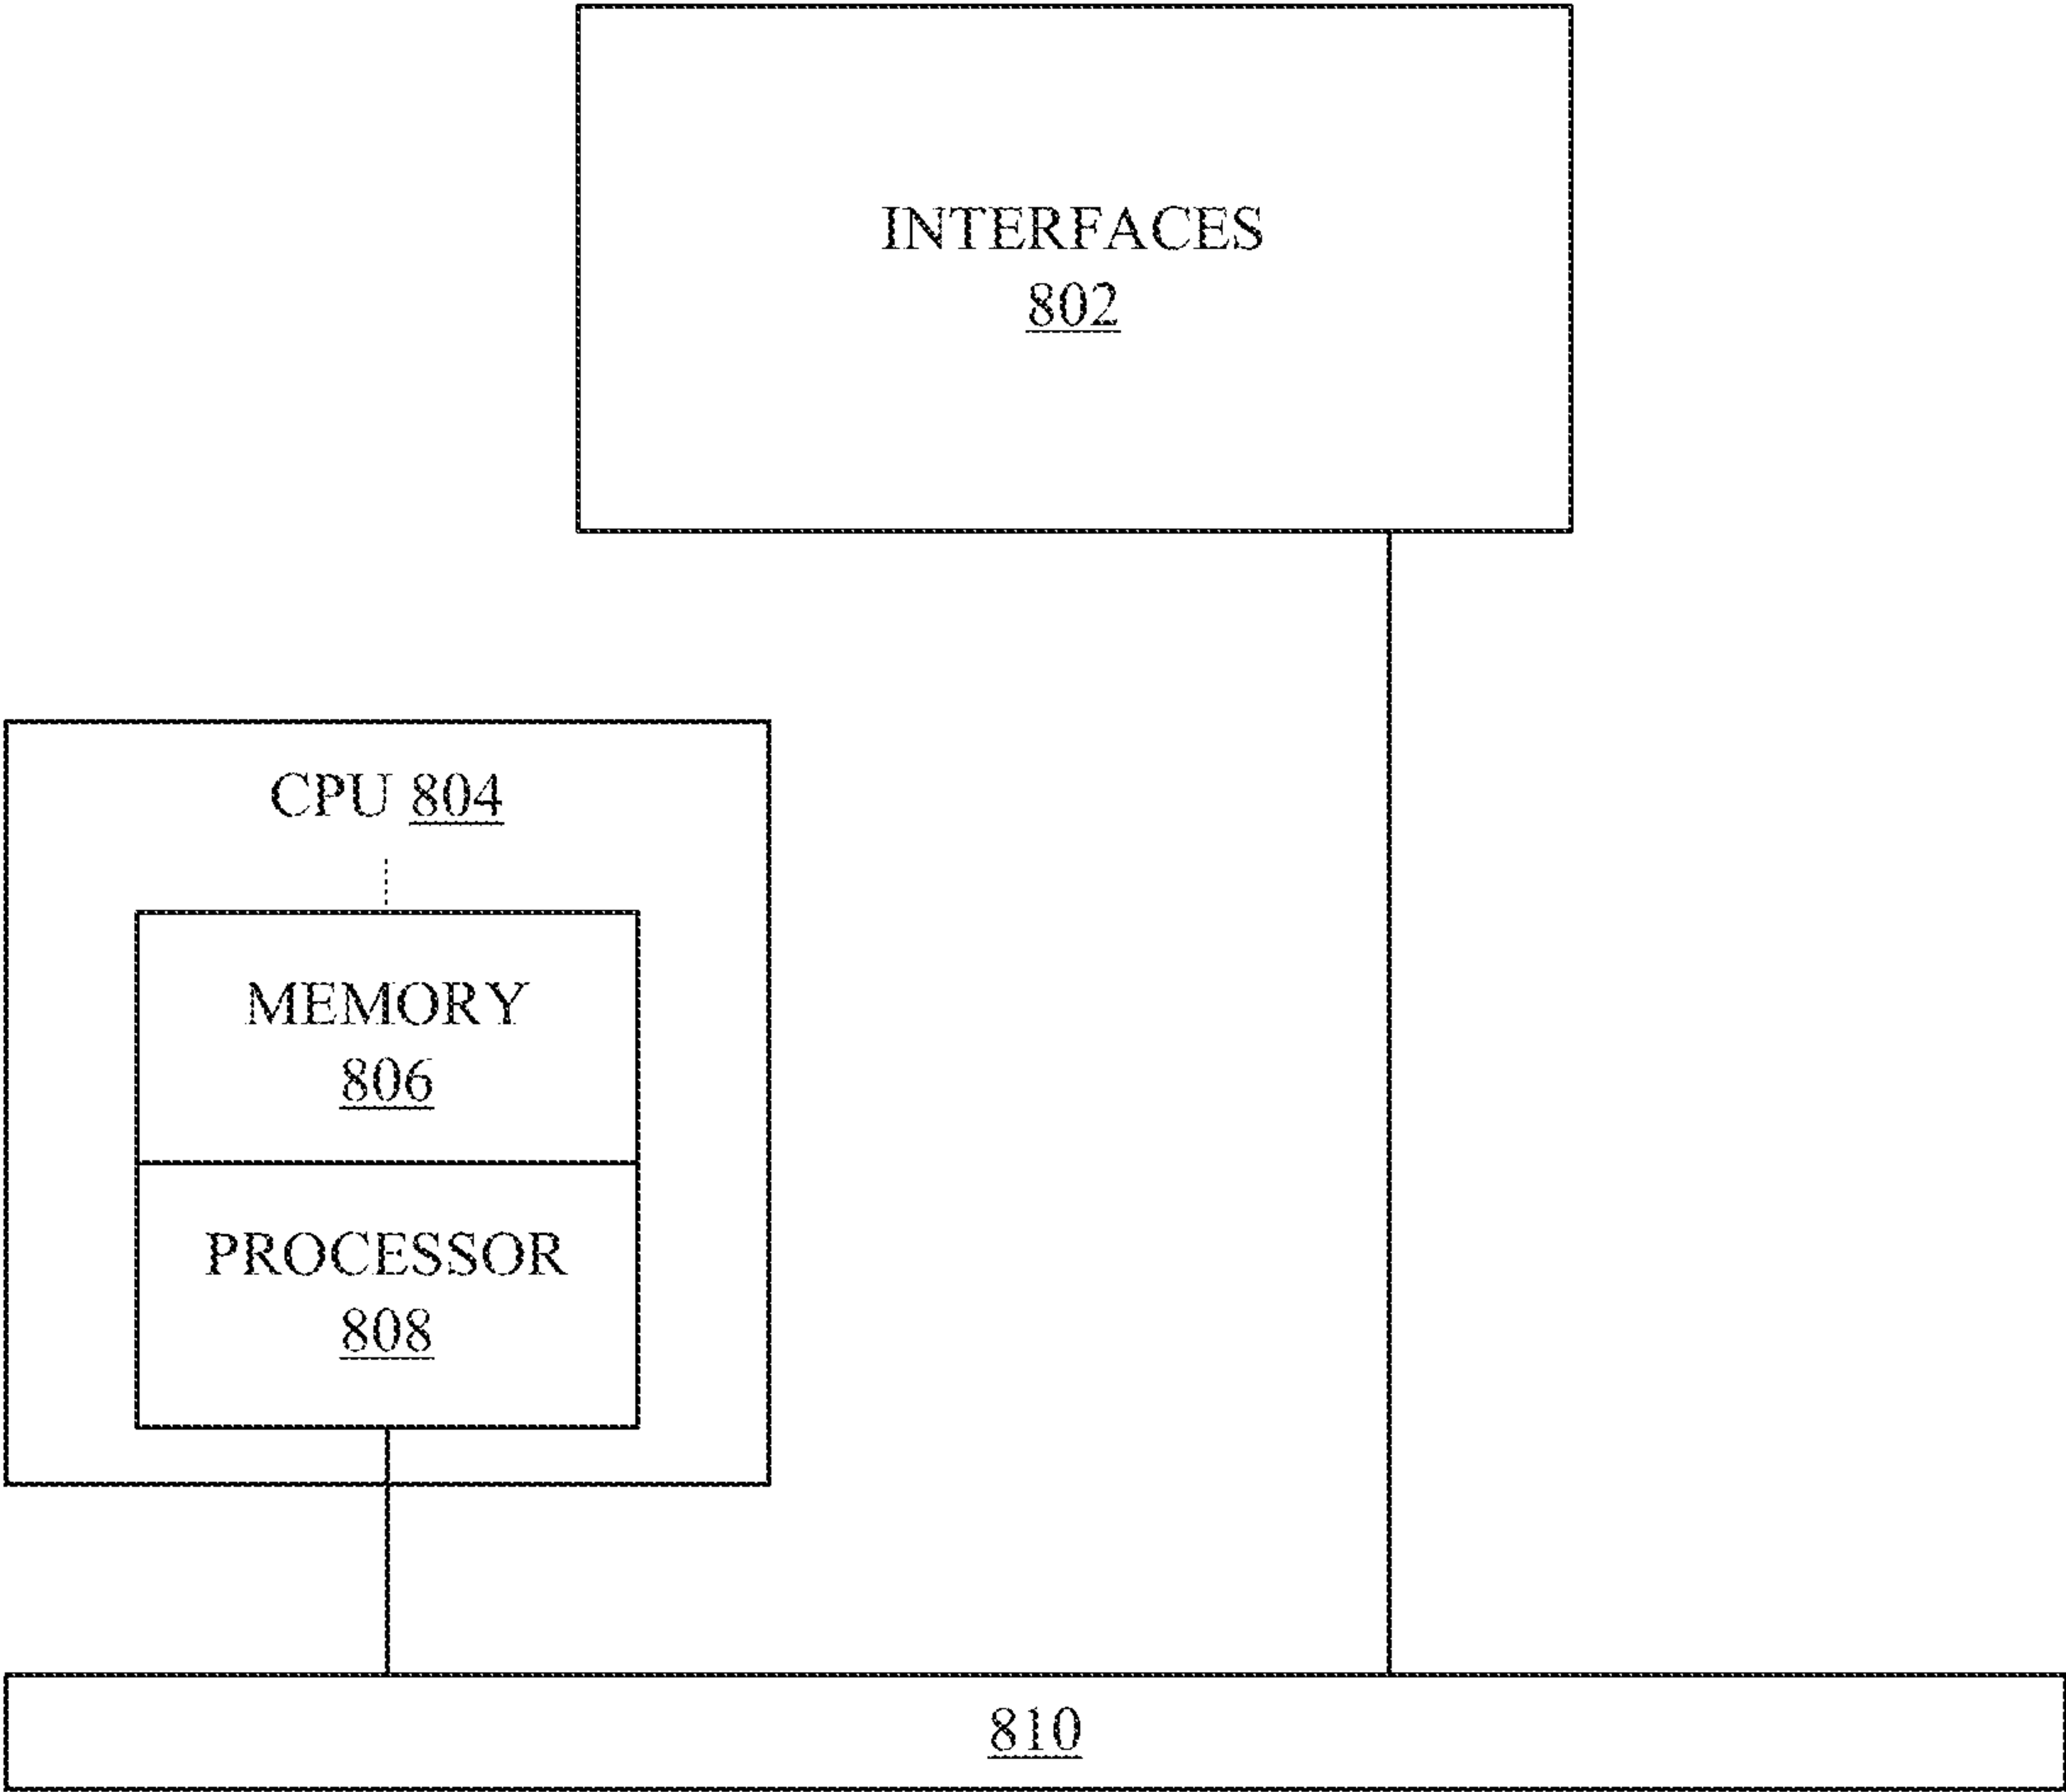 INTERFACES
802
CPU 804
MEMORY
806
PROCESSOR
808
810